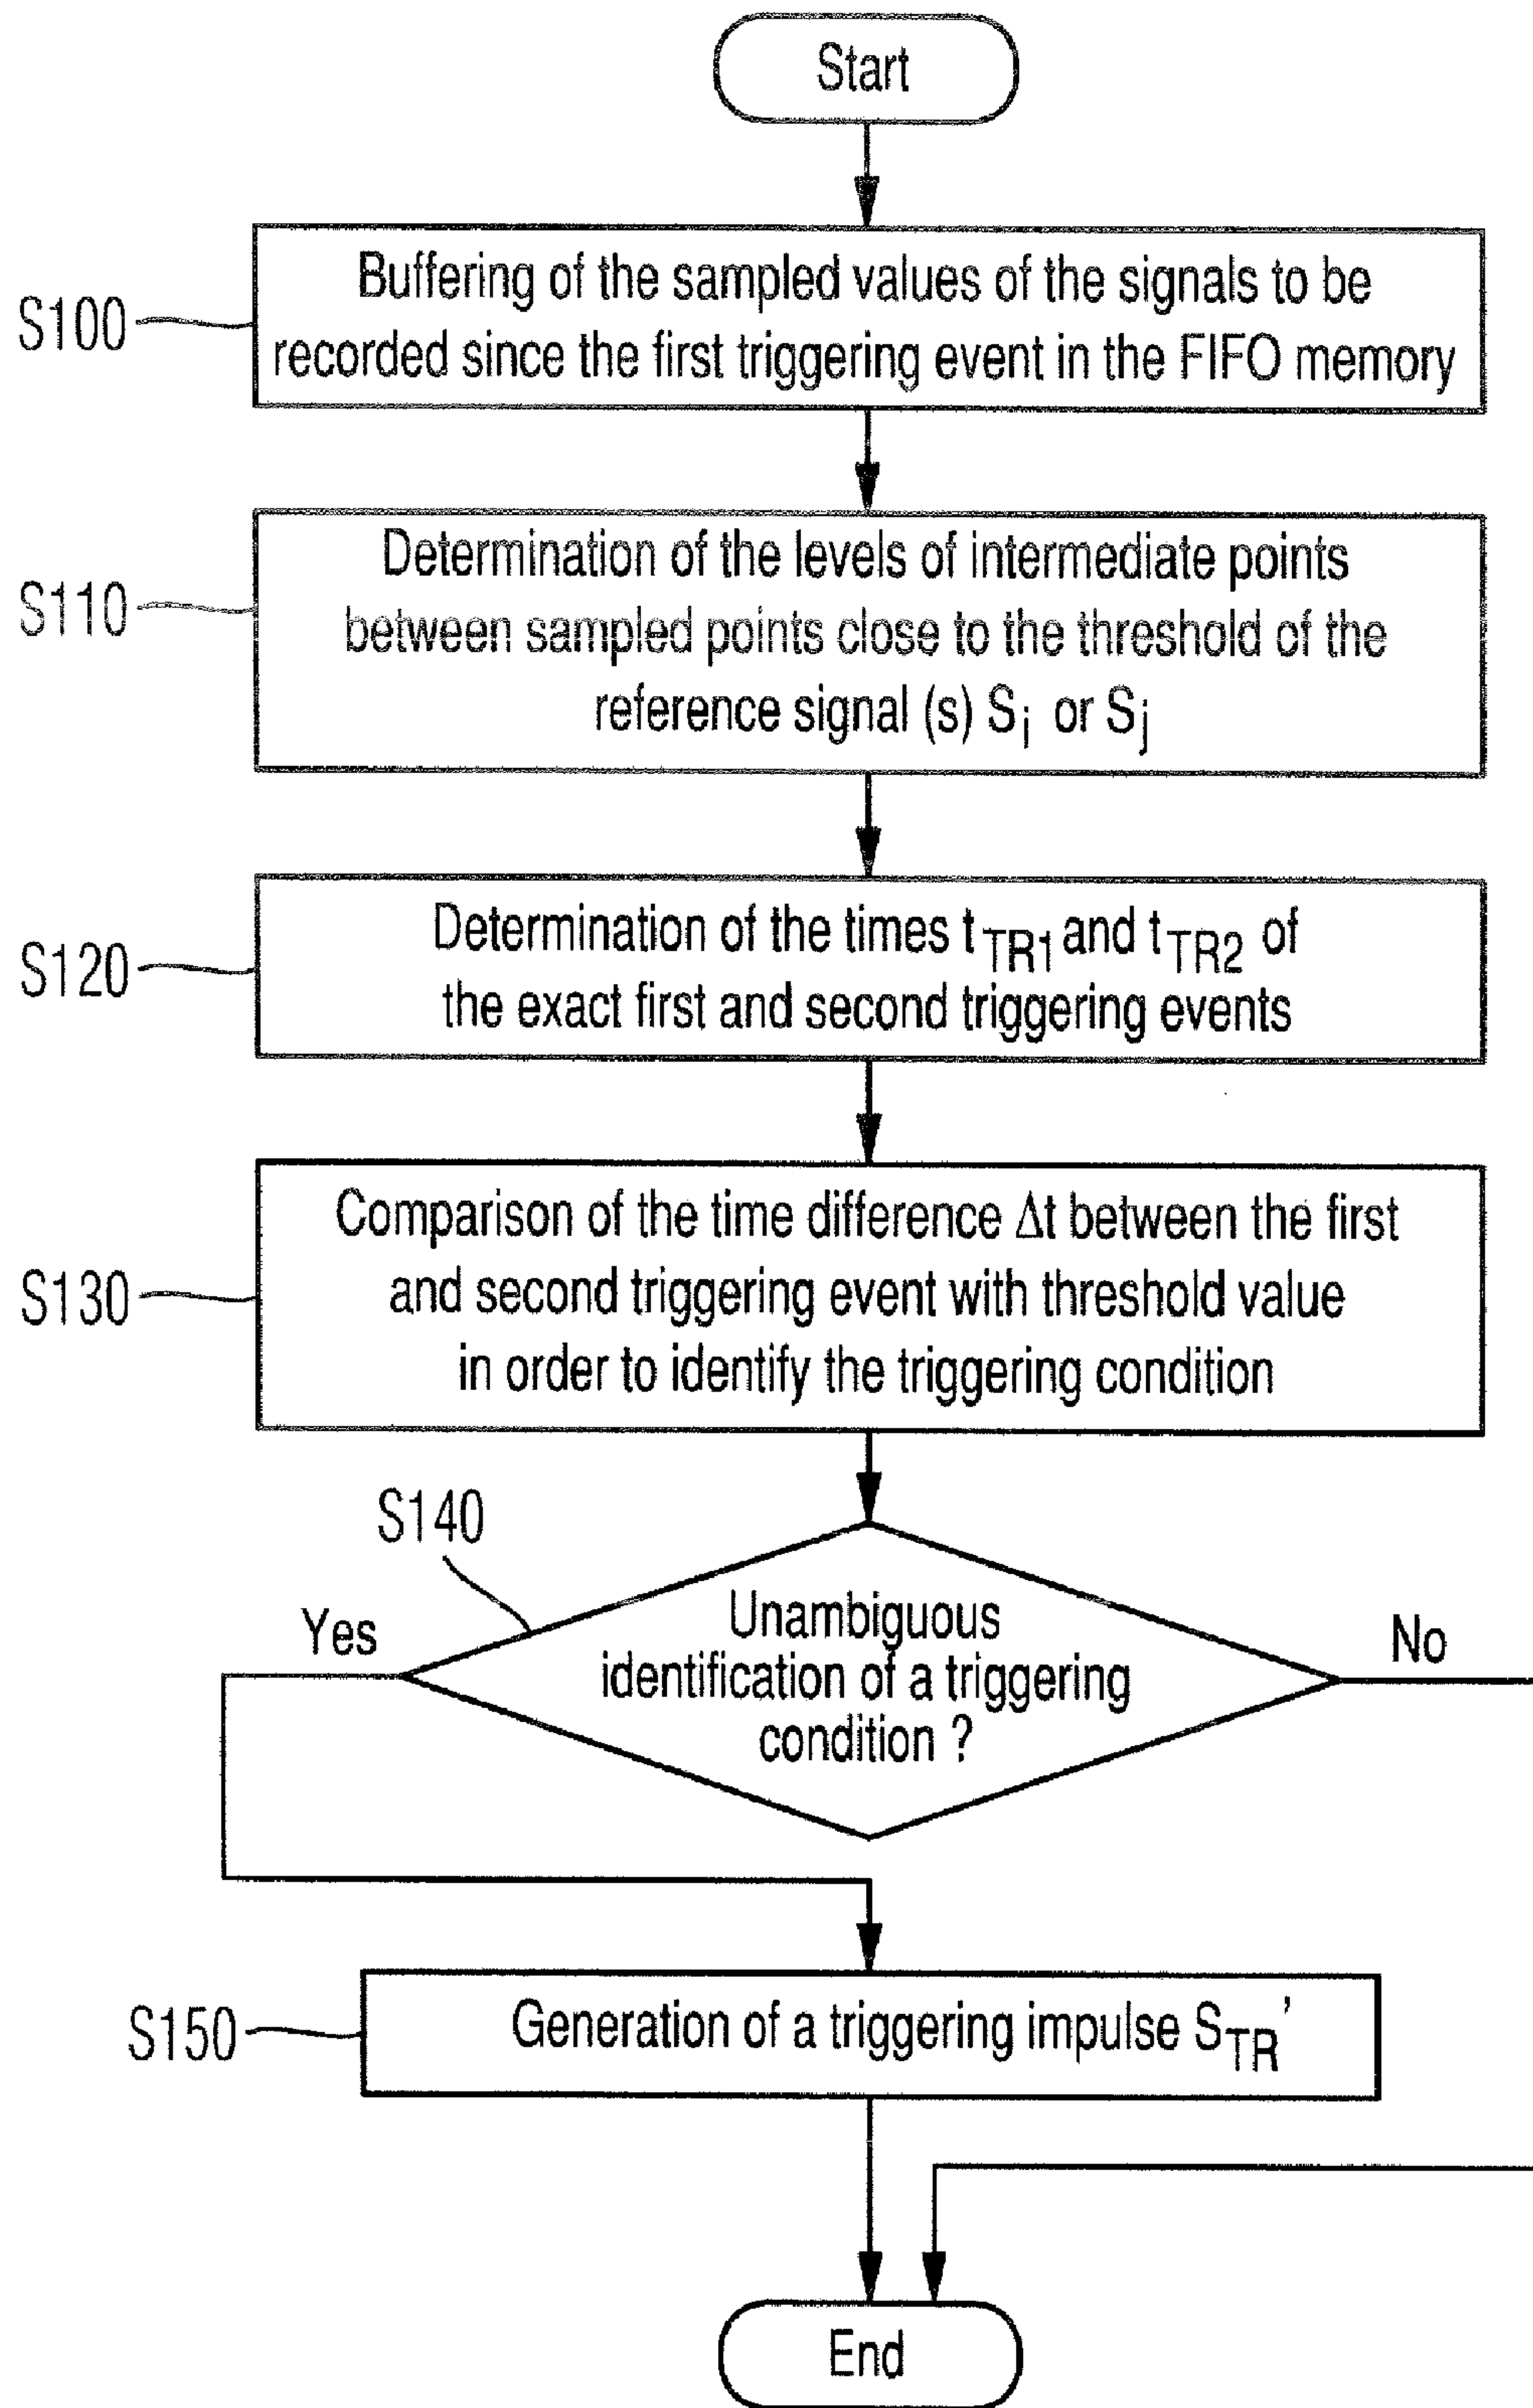 Start
S100
Buffering of the sampled values of the signals to be
recorded since the first triggering event in the FIFO memory
S110
Determination of the levels of intermediate points
between sampled points close to the threshold of the
reference signal (s) Si or Sj
S120
Determination of the times tTR1 and tTR2 of
the exact first and second triggering events
S130
Comparison of the time difference Δt between the first
and second triggering event with threshold value
in order to identify the triggering condition
S140
Yes
Unambiguous
identification of a triggering
condition ?
No
S150
Generation of a triggering impulse STR'
End